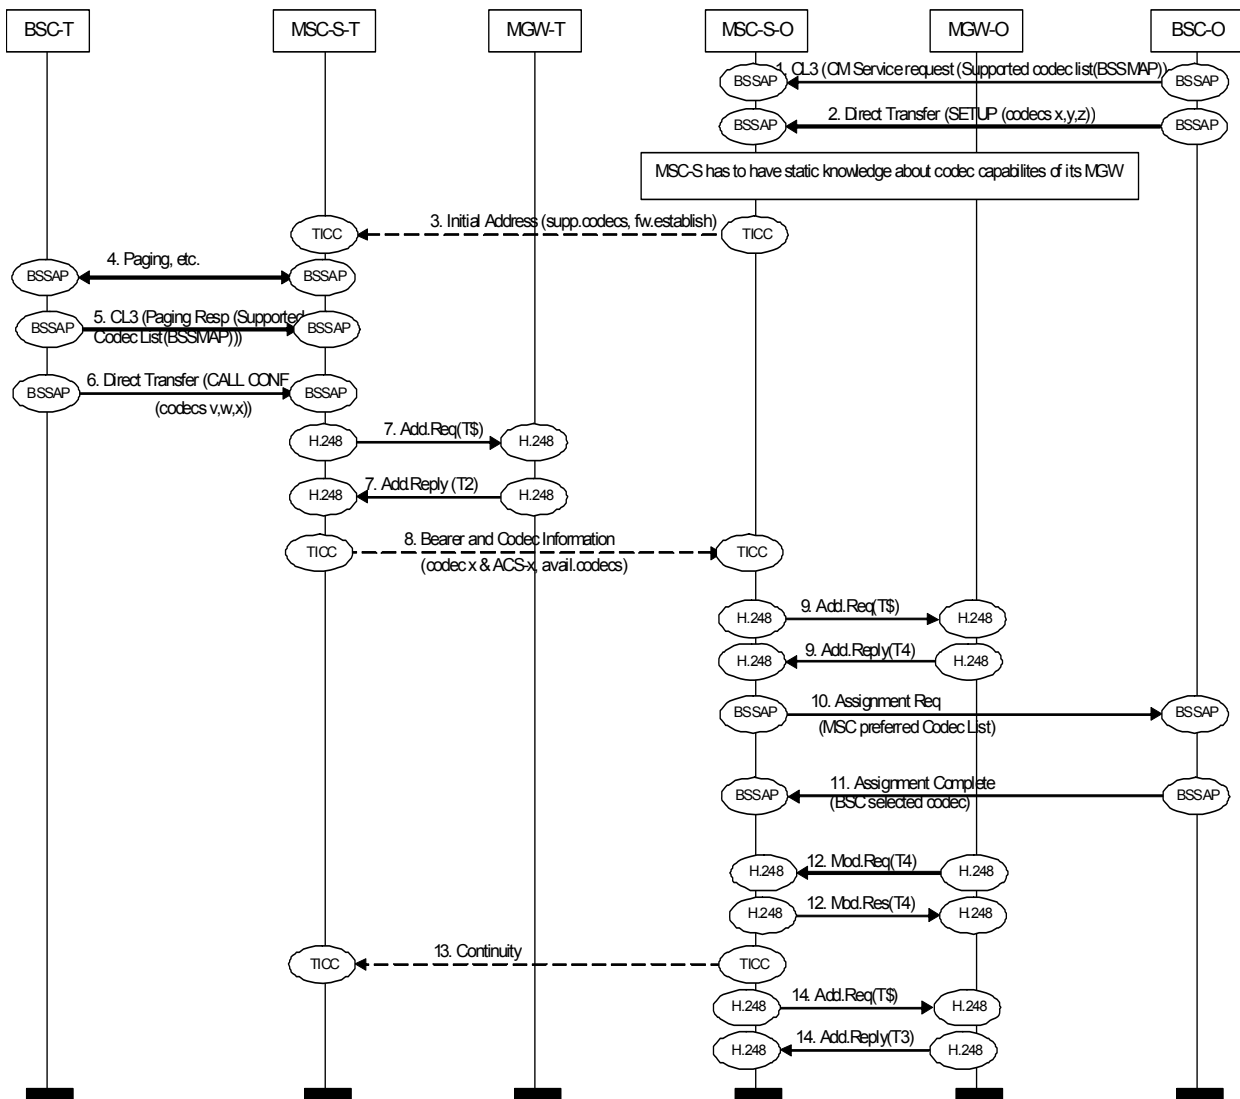 BSC-T MSC-S-T MGW-T MSC-S-O MGW-O BSC-O
BSSAP 1. CL3 (CM Service request (Supported codec list(BSSMAP)) BSSAP
BSSAP 2. Direct Transfer (SETUP (codecs x,y,z)) BSSAP
MSC-S has to have static knowledge about codec capabilites of its MGW
TICC 3. Initial Address (supp.codecs, fw.establish) TICC
BSSAP 4. Paging, etc. BSSAP
BSSAP 5. CL3 (Paging Resp (Supported BSSAP
Codec List(BSSMAP)))
BSSAP 6. Direct Transfer (CALL CONF BSSAP
(codecs v,w,x))
H.248 7. Add.Req(T$) H.248
H.248 7. Add.Reply (T2) H.248
TICC 8. Bearer and Codec Information TICC
(codec x & ACS-x, avail.codecs)
H.248 9. Add.Req(T$) H.248
H.248 9. Add.Reply(T4) H.248
BSSAP 10. Assignment Req BSSAP
(MSC preferred Codec List)
BSSAP 11. Assignment Complete BSSAP
(BSC selected codec)
H.248 12. Mod.Req(T4) H.248
H.248 12. Mod.Res(T4) H.248
TICC 13. Continuity TICC
H.248 14. Add.Req(T$) H.248
H.248 14. Add.Reply(T3) H.248